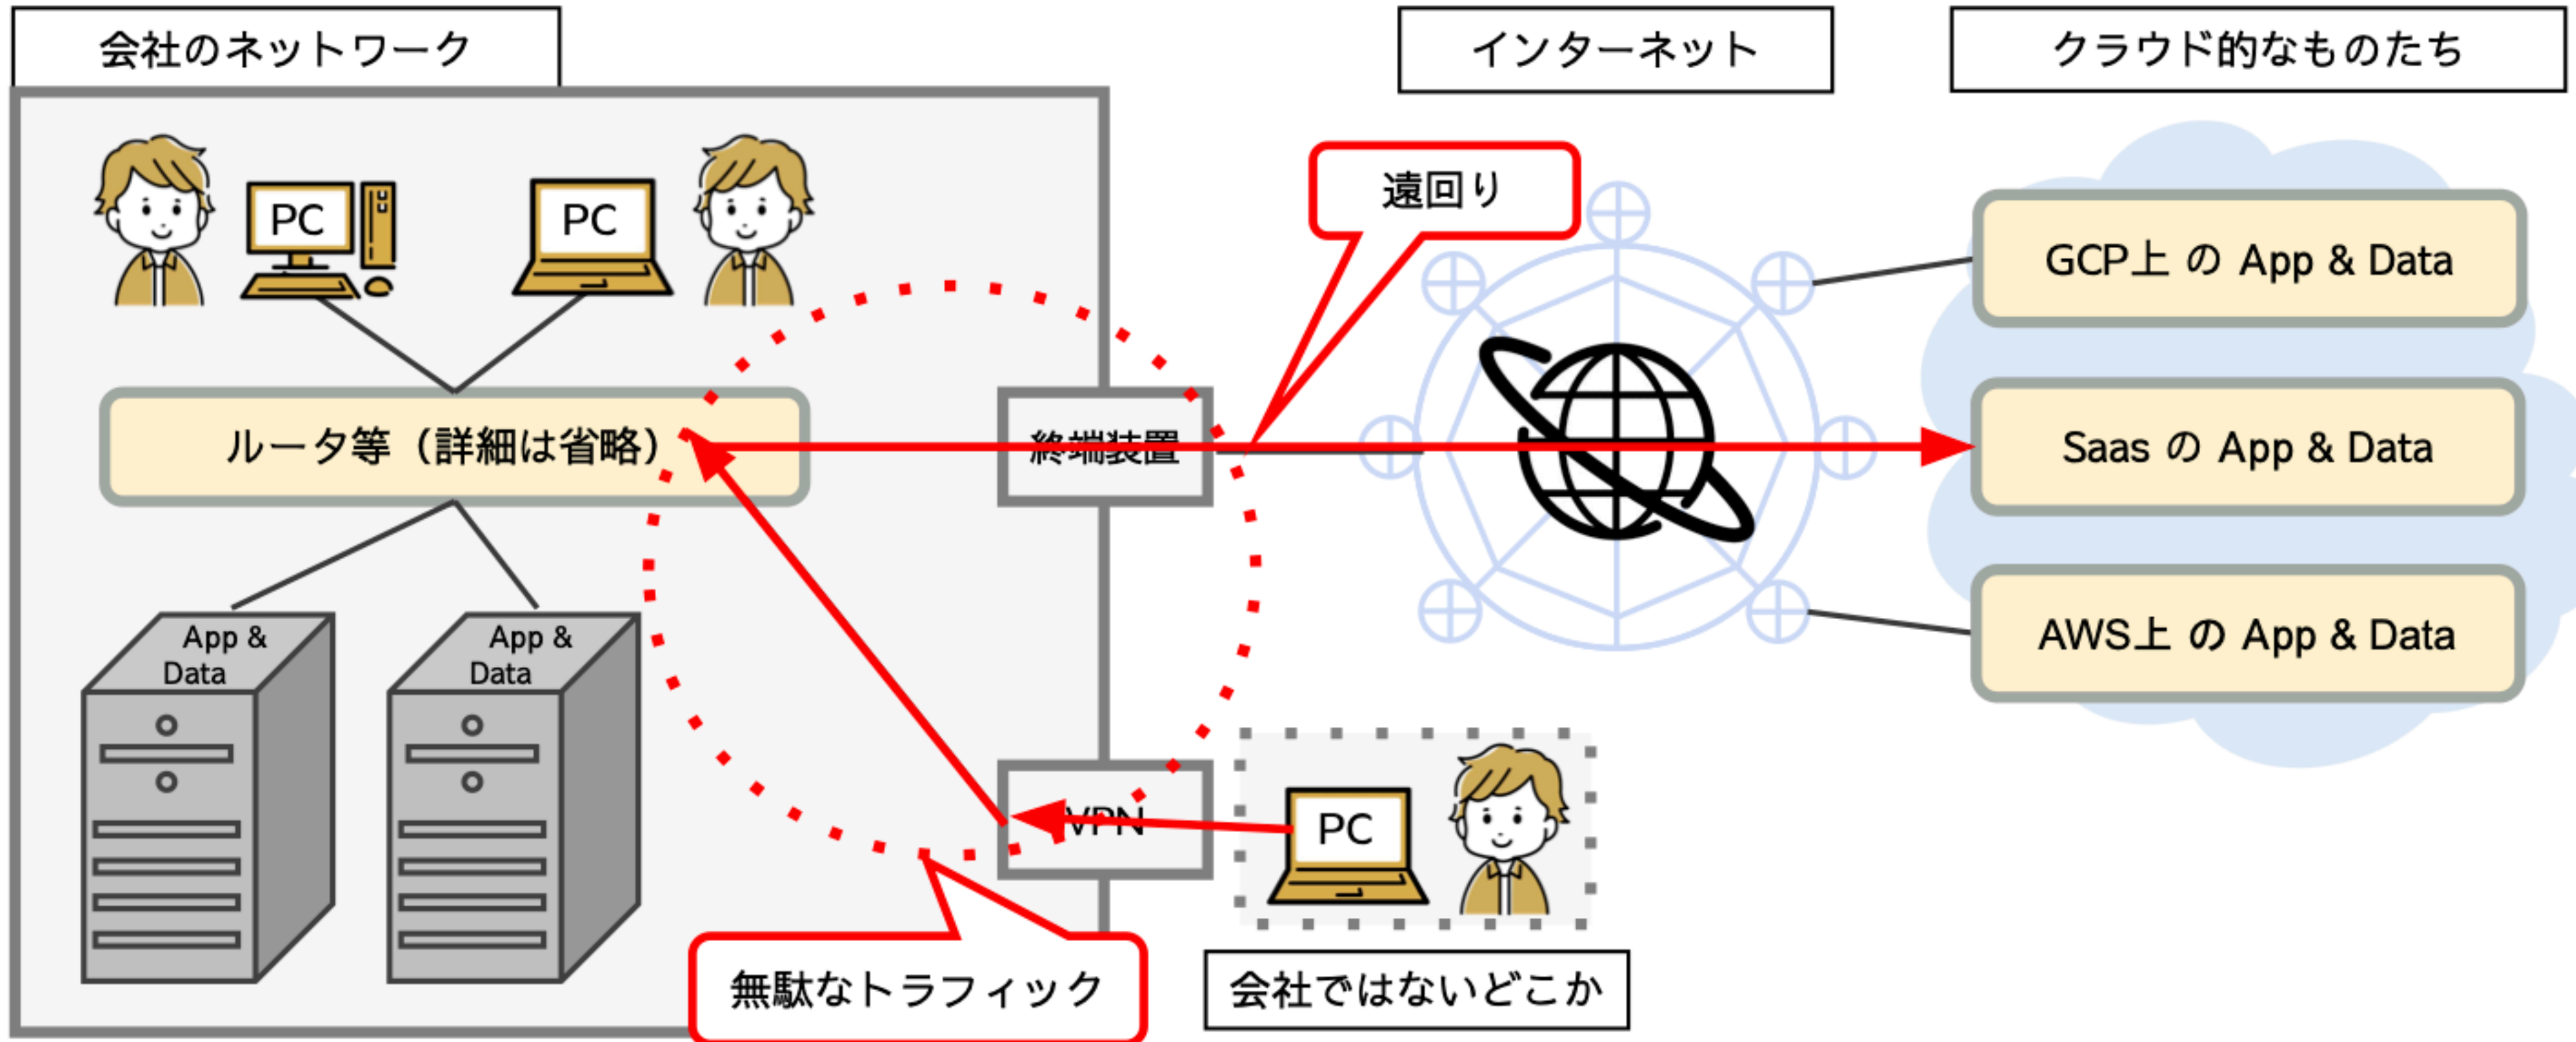 会社のネットワーク
インターネット
クラウド的なものたち
PC
PC
遠回り
GCP上 の App & Data
ルータ等（詳細は省略）
終端装置
Saas の App & Data
AWS上 の App & Data
App &
Data
App &
Data
VPN
PC
無駄なトラフィック
会社ではないどこか